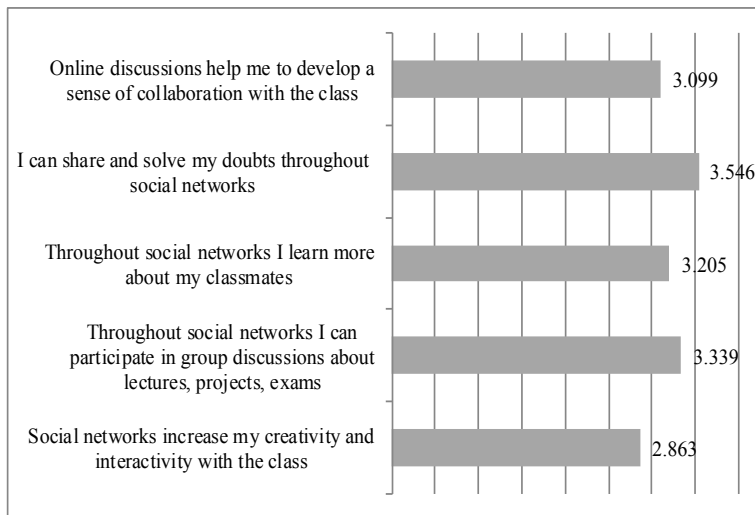 Online discussions help me to develop a
sense of collaboration with the class
3.099
I can share and solve my doubts throughout
social networks
3.546
Throughout social networks I learn more
about my classmates
3.205
Throughout social networks I can
participate in group discussions about
lectures, projects, exams
3.339
Social networks increase my creativity and
interactivity with the class
2.863